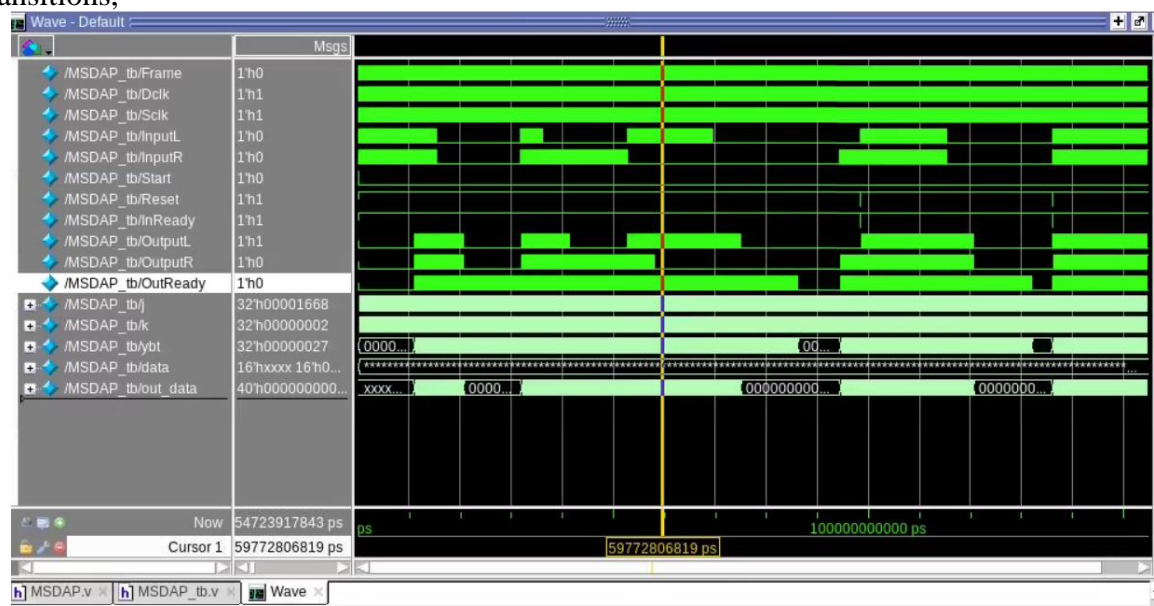 ansitions;
Wave - Default
Msgs
/MSDAP_tb/Frame 1'h0
/MSDAP_tb/Dclk 1'h1
/MSDAP_tb/Sclk 1'h1
/MSDAP_tb/InputL 1'h0
/MSDAP_tb/InputR 1'h0
/MSDAP_tb/Start 1'h0
/MSDAP_tb/Reset 1'h1
/MSDAP_tb/InReady 1'h1
/MSDAP_tb/OutputL 1'h1
/MSDAP_tb/OutputR 1'h0
/MSDAP_tb/OutReady 1'h0
/MSDAP_tb/j 32'h00001668
/MSDAP_tb/k 32'h00000002
/MSDAP_tb/ybt 32'h00000027 0000... 00...
/MSDAP_tb/data 16'hxxxx 16'h0... ...
/MSDAP_tb/out_data 40'h000000000... xxxx... 0000... 000000000... 0000000...
Now 54723917843 ps ps 100000000000 ps
Cursor 1 59772806819 ps 59772806819 ps
MSDAP.v MSDAP_tb.v Wave